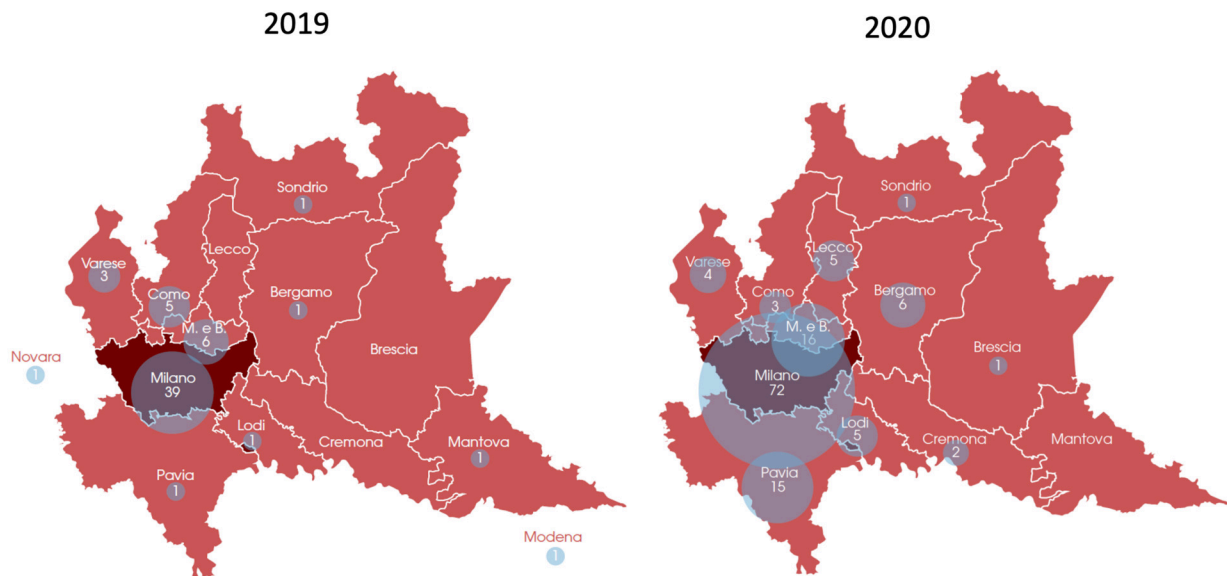 2019
Sondrio
1
Lecco
Varese
3
Como
5
Bergamo
1
M. e B.
6
Brescia
Novara
1
Milano
39
Lodi
1
Cremona
Mantova
1
Pavia
1
Modena
1
2020
Sondrio
1
Lecco
5
Varese
4
Como
3
Bergamo
6
M. e B.
16
Brescia
1
Milano
72
Lodi
5
Cremona
2
Mantova
Pavia
15